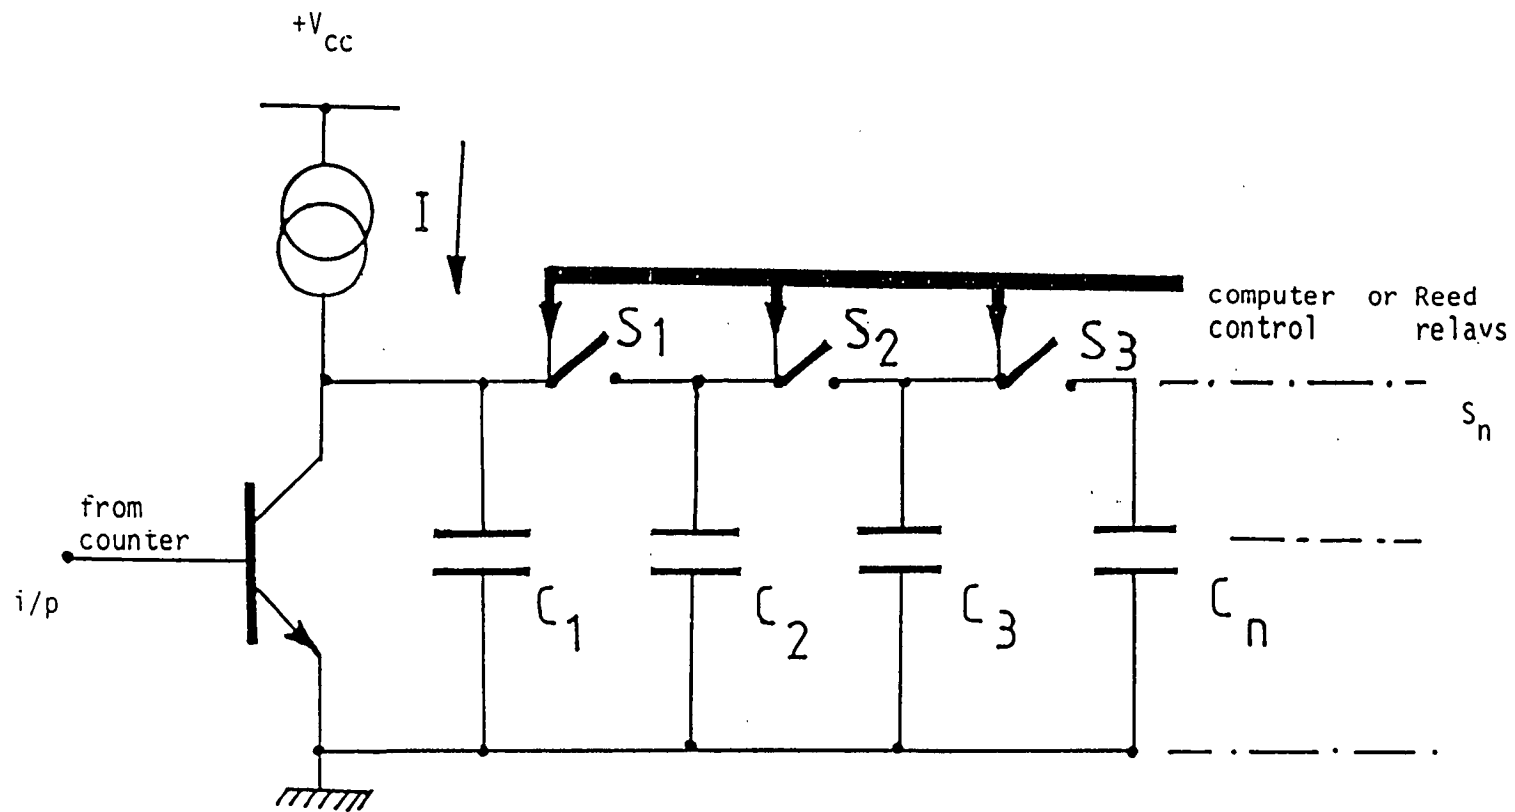 +Vcc
I
computer or Reed
control relavs
S1
S2
S3
Sn
from
counter
i/p
C1
C2
C3
Cn